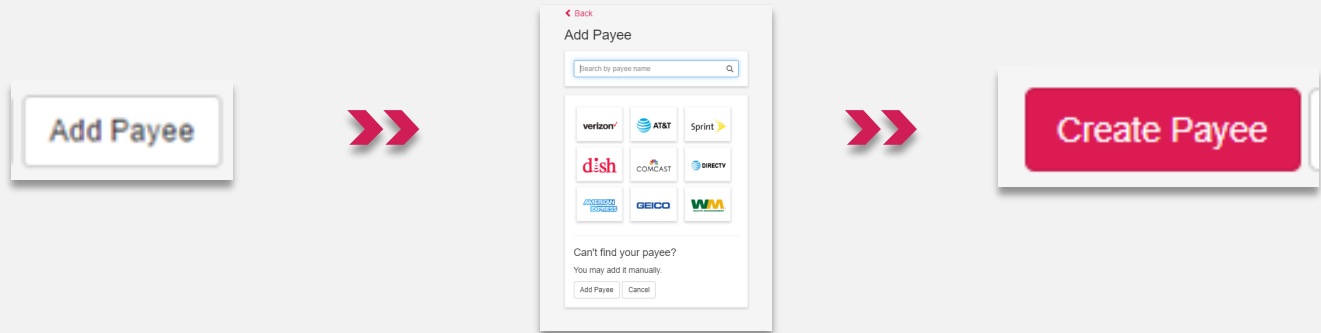 Add Payee
Back
Add Payee
Search by payee name
verizon
AT&T
Sprint
dish
COMCAST
DIRECTV
AMERICAN EXPRESS
GEICO
WM
Can't find your payee?
You may add it manually.
Add Payee Cancel
Create Payee